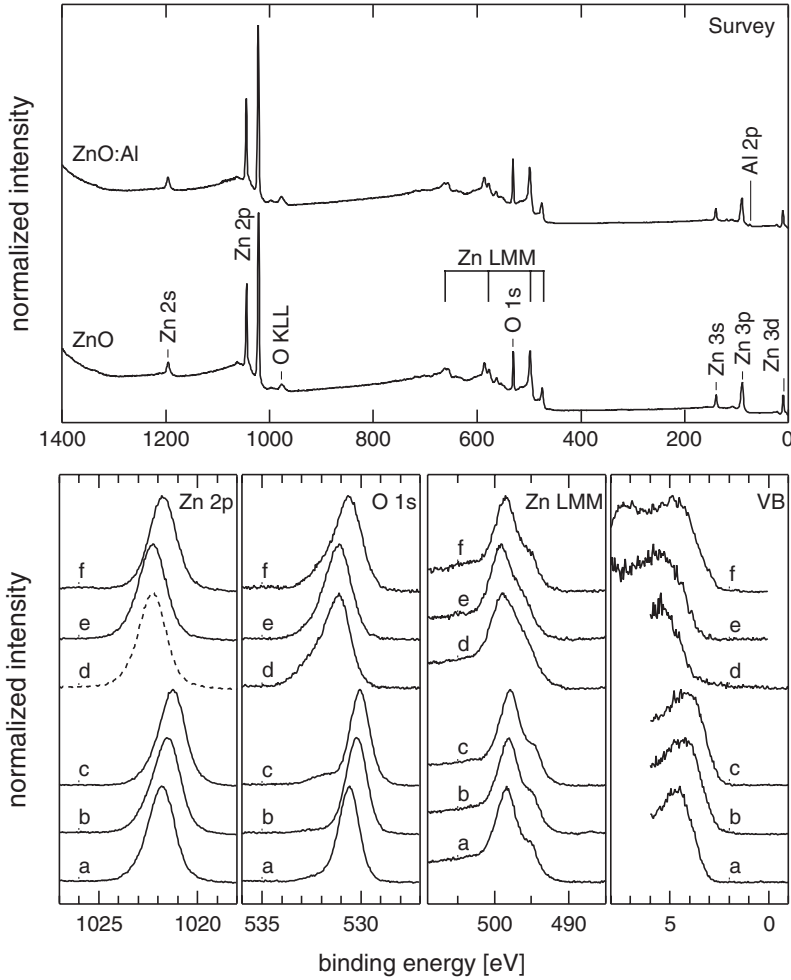 Survey
normalized intensity
ZnO:Al
Al 2p
Zn 2p
Zn LMM
ZnO
Zn 2s
O KLL
O 1s
Zn 3s
Zn 3p
Zn 3d
1400 1200 1000 800 600 400 200 0
Zn 2p O 1s Zn LMM VB
normalized intensity
f f f f
e e e e
d d d d
c c c c
b b b b
a a a a
1025 1020 535 530 500 490 5 0
binding energy [eV]